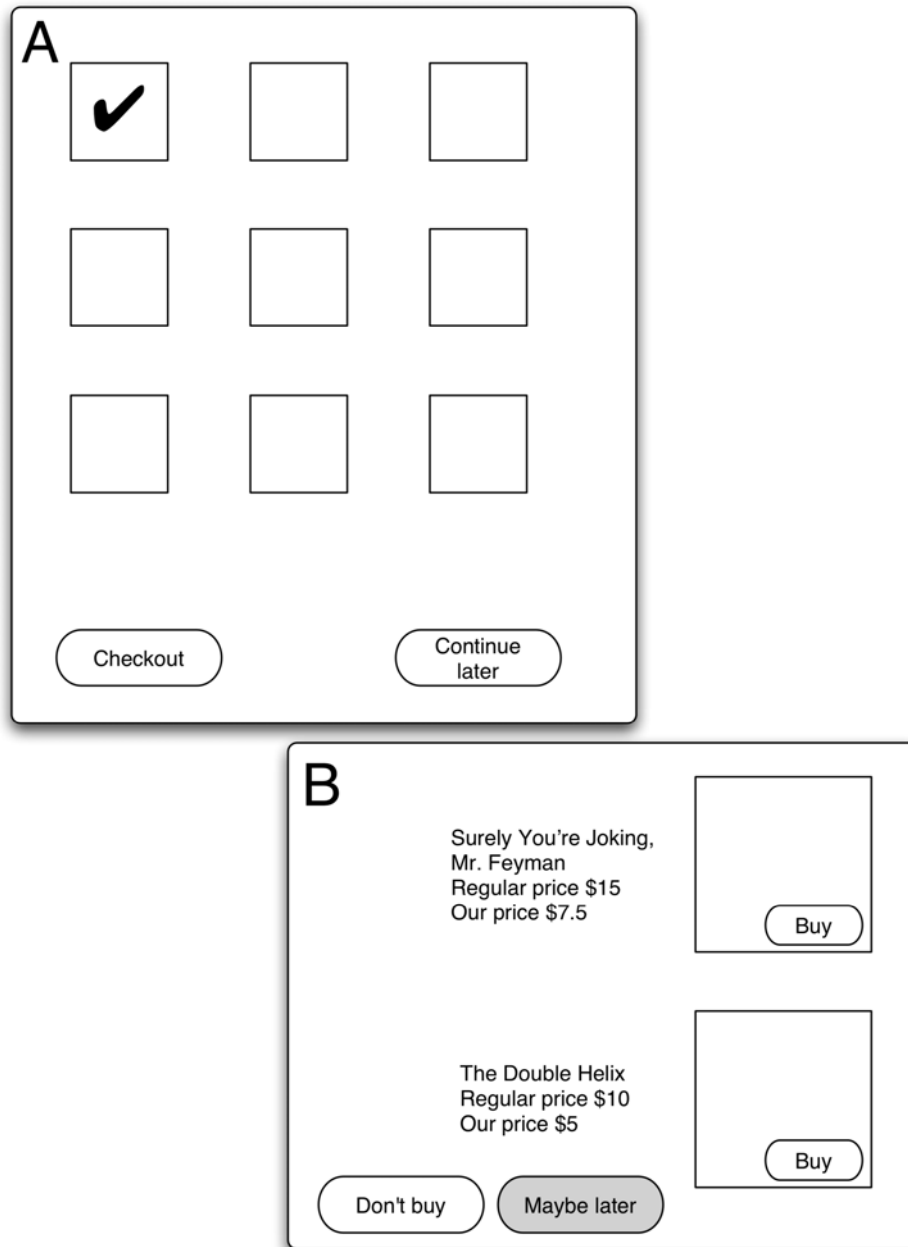 A
Checkout
Continue
later
B
Surely You're Joking,
Mr. Feyman
Regular price $15
Our price $7.5
Buy
The Double Helix
Regular price $10
Our price $5
Buy
Don't buy
Maybe later